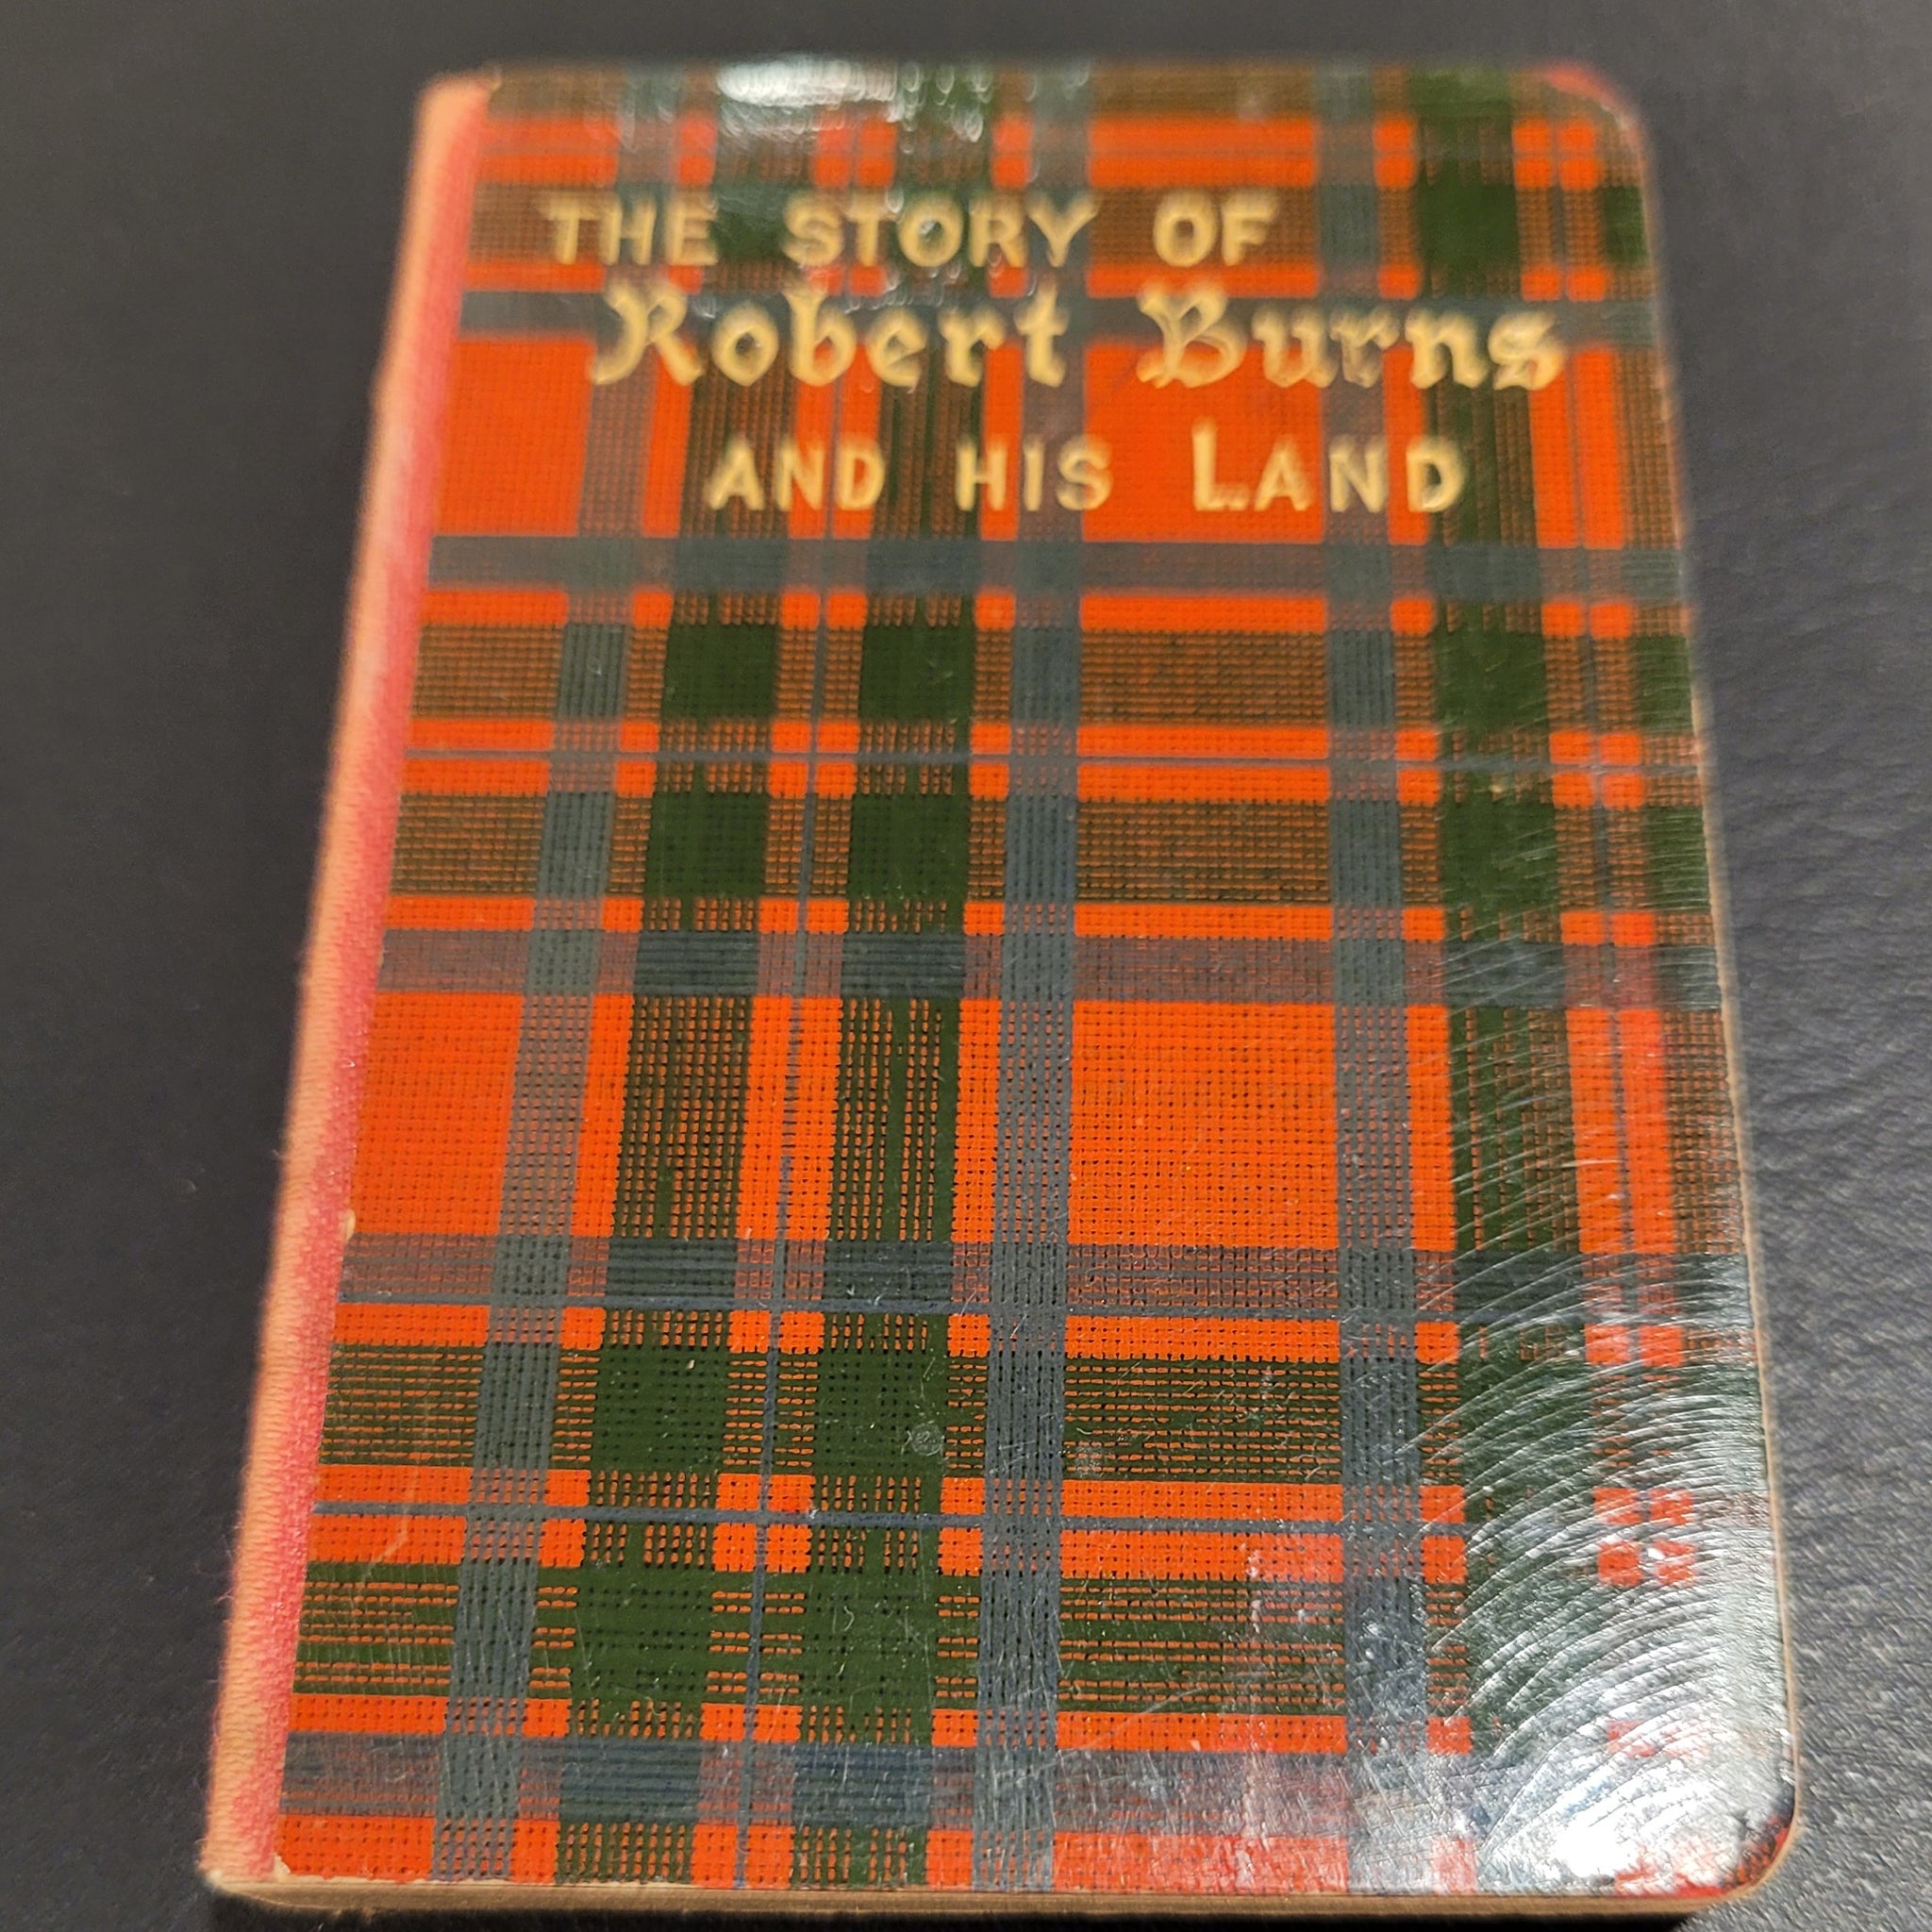 THE STORY OF
Robert Burns
AND HIS LAND